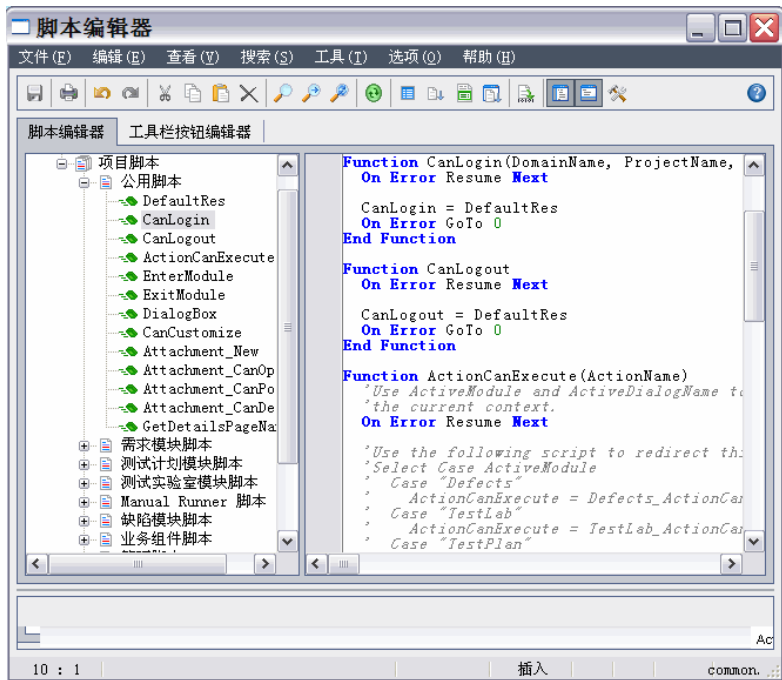 脚本编辑器
文件(F) 编辑(E) 查看(V) 搜索(S) 工具(T) 选项(O) 帮助(H)
脚本编辑器 工具栏按钮编辑器
项目脚本
公用脚本
DefaultRes
CanLogin
CanLogout
ActionCanExecute
EnterModule
ExitModule
DialogBox
CanCustomize
Attachment_New
Attachment_CanOp
Attachment_CanPo
Attachment_CanDe
GetDetailsPageNa
需求模块脚本
测试计划模块脚本
测试实验室模块脚本
Manual Runner 脚本
缺陷模块脚本
业务组件脚本
Function CanLogin(DomainName, ProjectName,
On Error Resume Next
CanLogin = DefaultRes
On Error GoTo 0
End Function
Function CanLogout
On Error Resume Next
CanLogout = DefaultRes
On Error GoTo 0
End Function
Function ActionCanExecute(ActionName)
'Use ActiveModule and ActiveDialogName to
'the current context.
On Error Resume Next
'Use the following script to redirect thi
'Select Case ActiveModule
' Case "Defects"
' ActionCanExecute = Defects_ActionCan
' Case "TestLab"
' ActionCanExecute = TestLab_ActionCan
' Case "TestPlan"
Ac
10 : 1 插入 common.